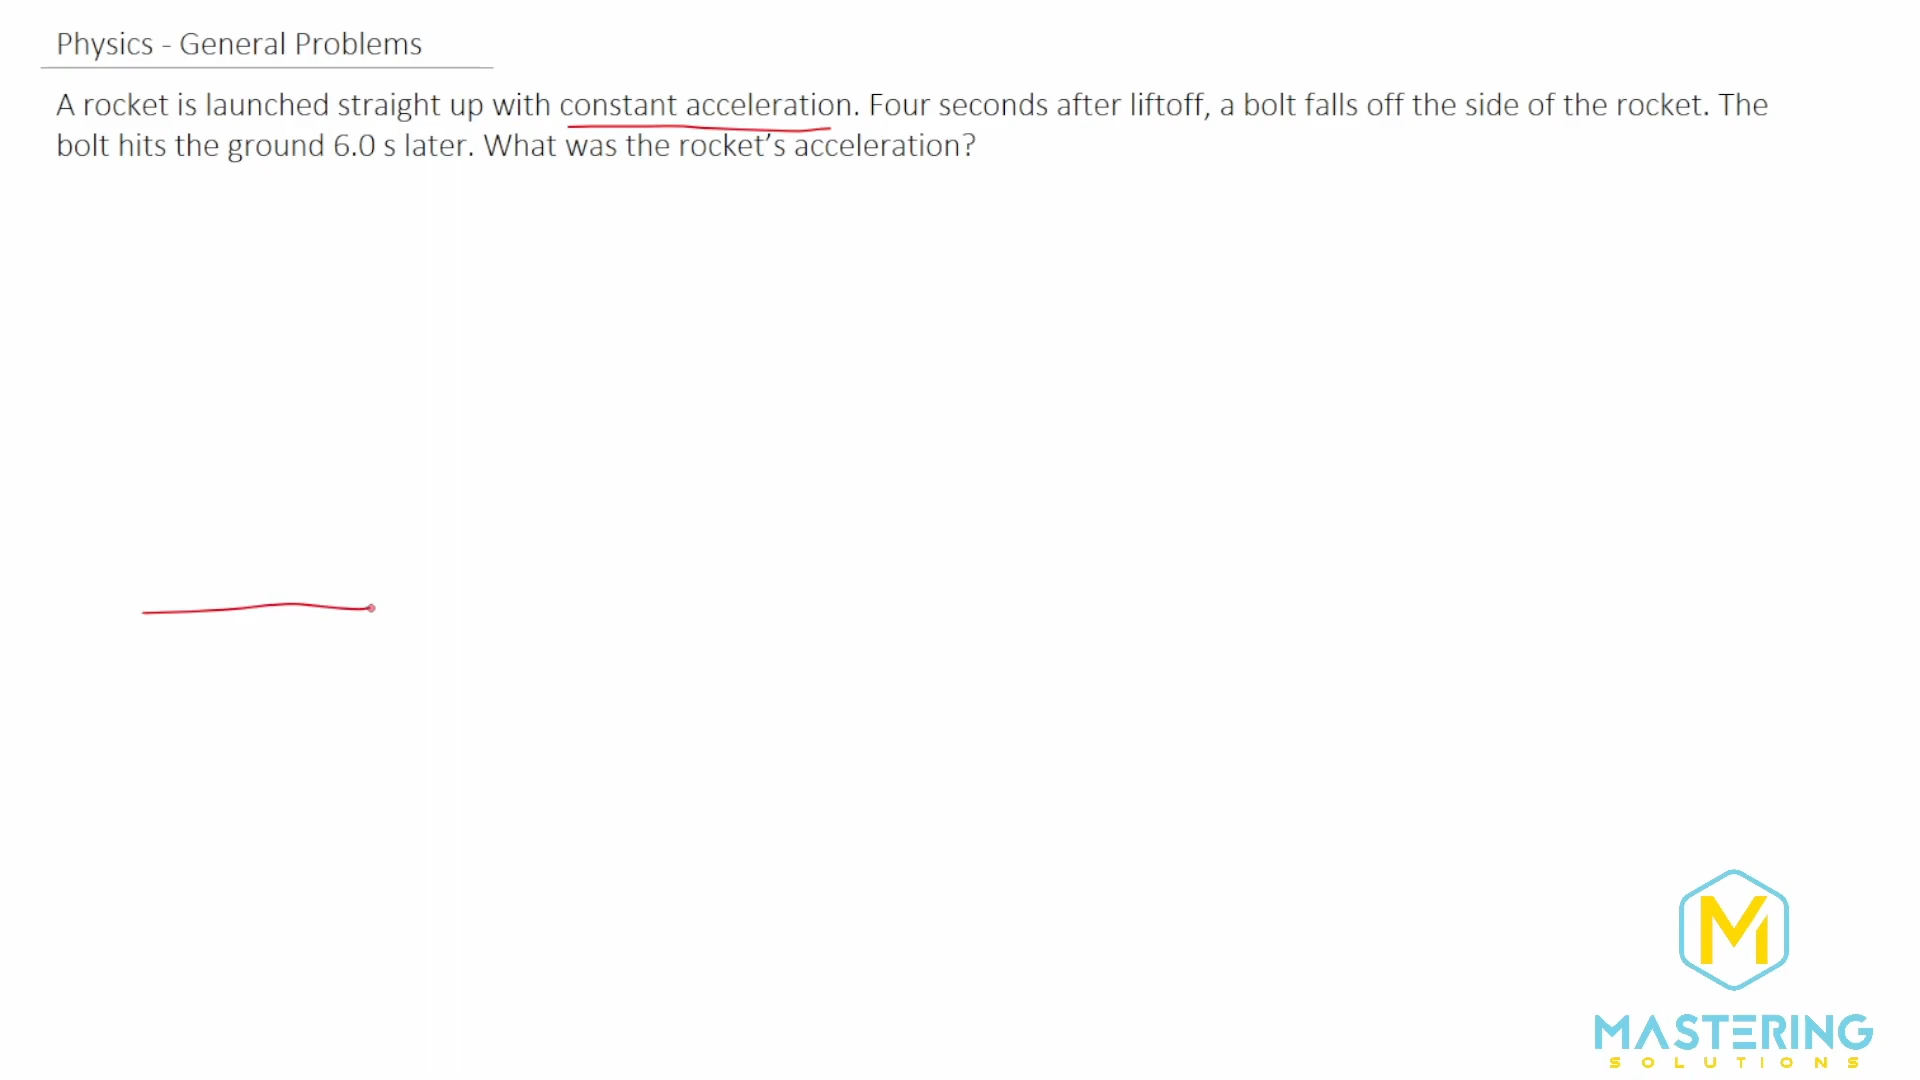 Physics - General Problems
A rocket is launched straight up with constant acceleration. Four seconds after liftoff, a bolt falls off the side of the rocket. The
bolt hits the ground 6.0 s later. What was the rocket’s acceleration?
M
MASTERING
SOLUTIONS